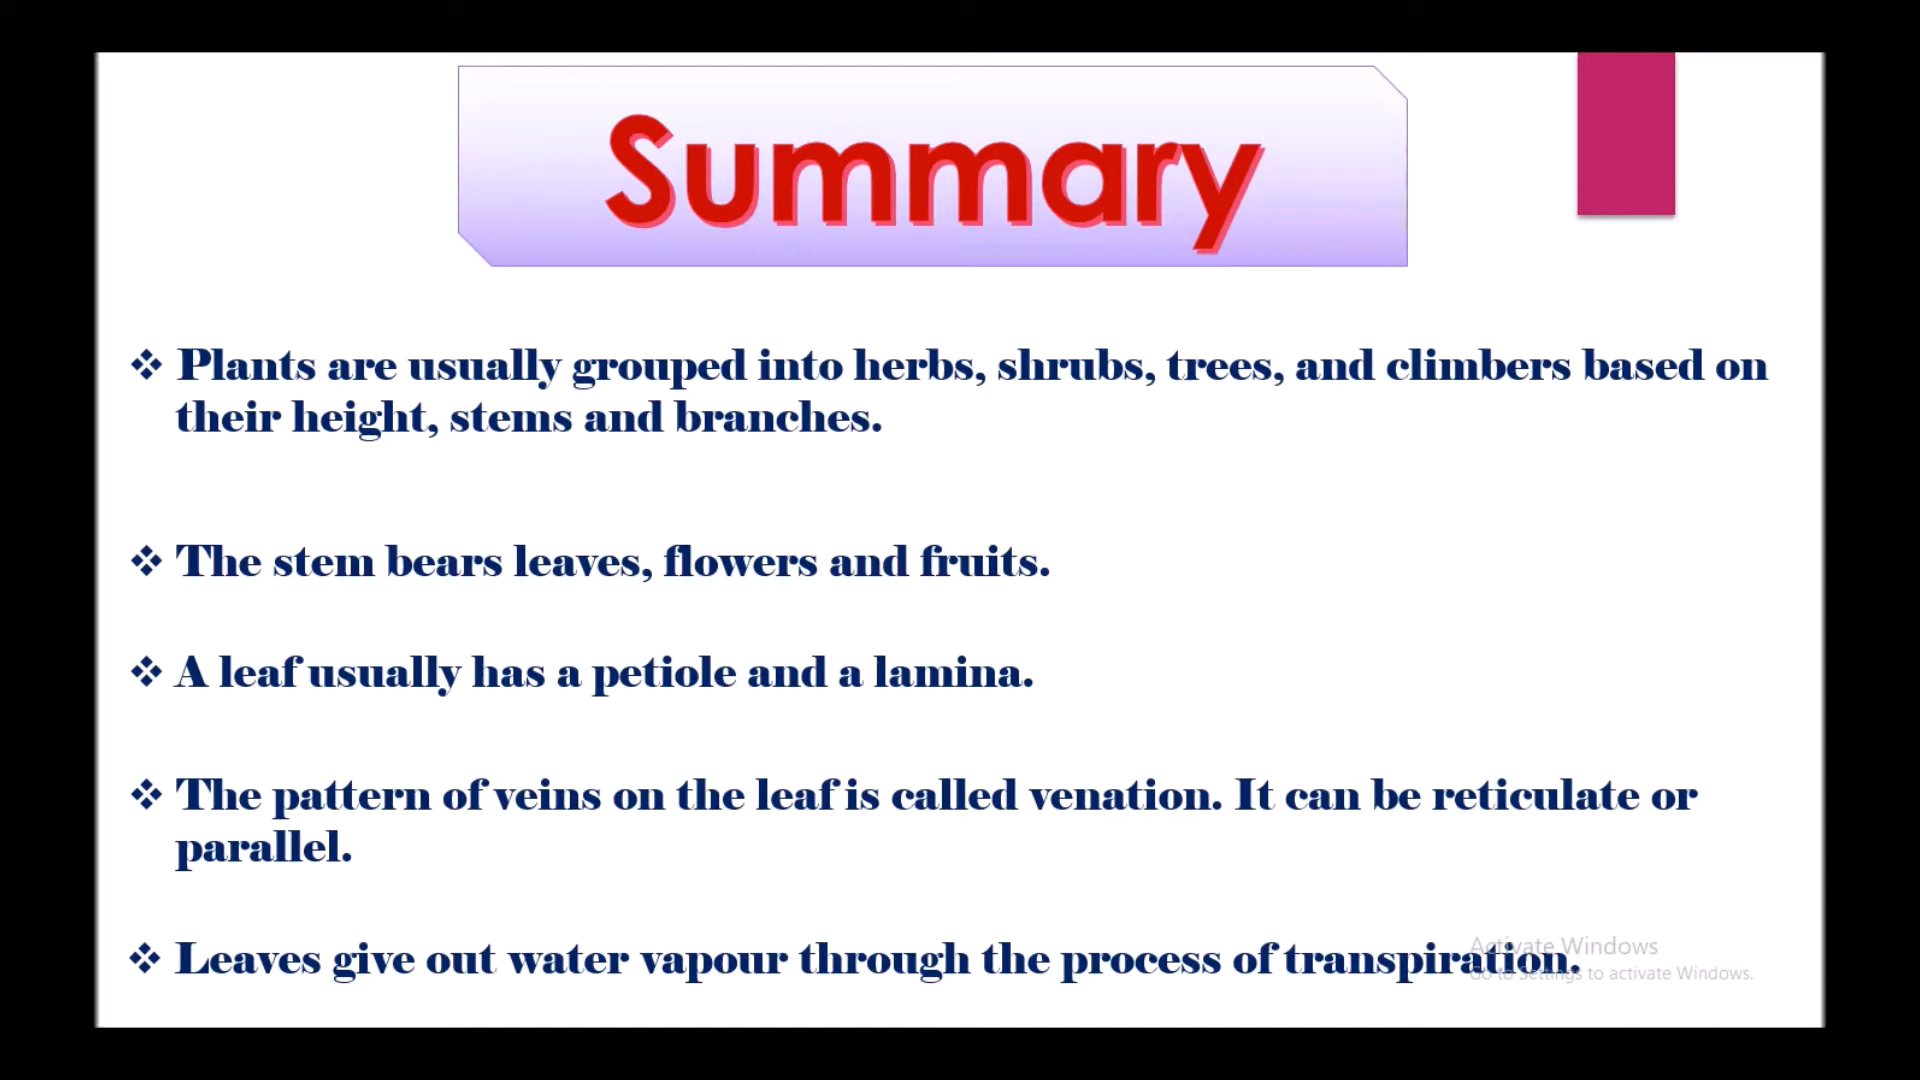 Summary
❖ Plants are usually grouped into herbs, shrubs, trees, and climbers based on
their height, stems and branches.
❖ The stem bears leaves, flowers and fruits.
❖ A leaf usually has a petiole and a lamina.
❖ The pattern of veins on the leaf is called venation. It can be reticulate or
parallel.
❖ Leaves give out water vapour through the process of transpiration.
Activate Windows
Go to Settings to activate Windows.